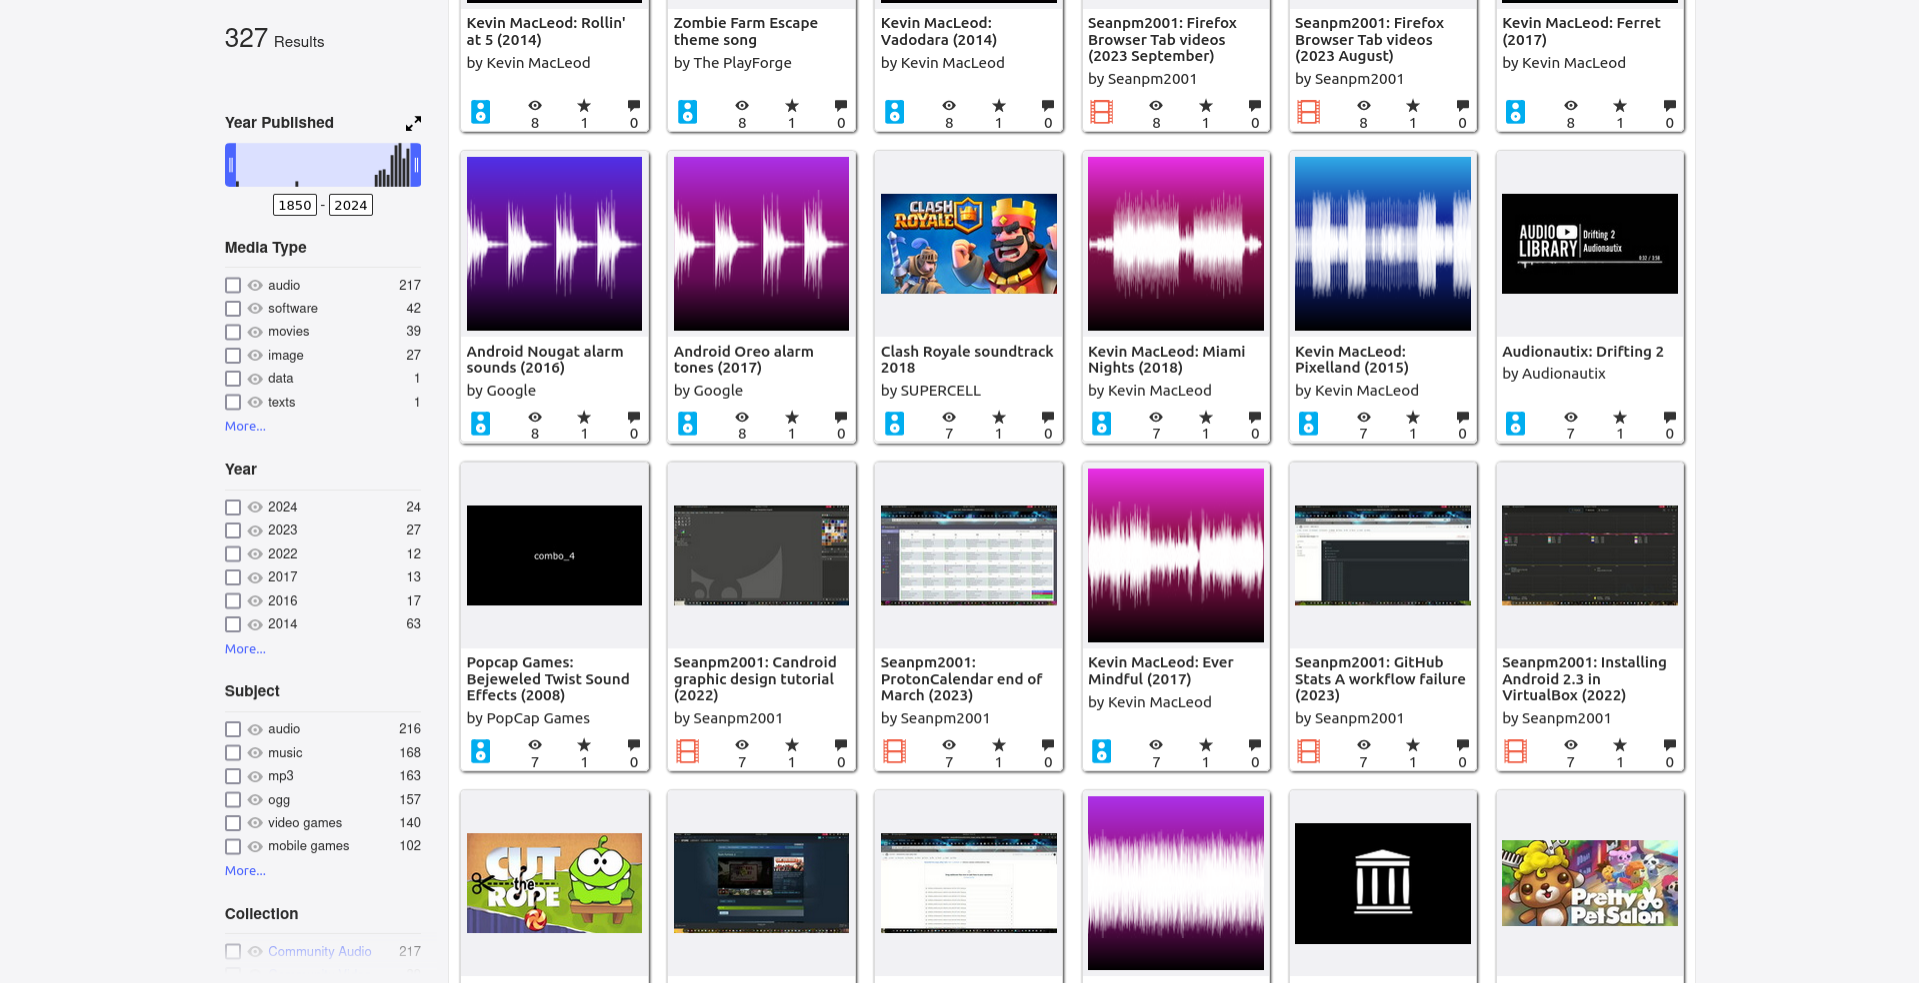 327 Results
Year Published
1850 - 2024
Media Type
audio 217
software 42
movies 39
image 27
data 1
texts 1
More...
Year
2024 24
2023 27
2022 12
2017 13
2016 17
2014 63
More...
Subject
audio 216
music 168
mp3 163
ogg 157
video games 140
mobile games 102
More...
Collection
Community Audio 217
Kevin MacLeod: Rollin'
at 5 (2014)
by Kevin MacLeod
8 1 0
Zombie Farm Escape
theme song
by The PlayForge
8 1 0
Kevin MacLeod:
Vadodara (2014)
by Kevin MacLeod
8 1 0
Seanpm2001: Firefox
Browser Tab videos
(2023 September)
by Seanpm2001
8 1 0
Seanpm2001: Firefox
Browser Tab videos
(2023 August)
by Seanpm2001
8 1 0
Kevin MacLeod: Ferret
(2017)
by Kevin MacLeod
8 1 0
Android Nougat alarm
sounds (2016)
by Google
8 1 0
Android Oreo alarm
tones (2017)
by Google
8 1 0
CLASH
ROYALE
Clash Royale soundtrack
2018
by SUPERCELL
7 1 0
Kevin MacLeod: Miami
Nights (2018)
by Kevin MacLeod
7 1 0
Kevin MacLeod:
Pixelland (2015)
by Kevin MacLeod
7 1 0
AUDIO
LIBRARY
Drifting 2
Audionautix
Audionautix: Drifting 2
by Audionautix
7 1 0
combo_4
Popcap Games:
Bejeweled Twist Sound
Effects (2008)
by PopCap Games
7 1 0
Seanpm2001: Candroid
graphic design tutorial
(2022)
by Seanpm2001
7 1 0
Seanpm2001:
ProtonCalendar end of
March (2023)
by Seanpm2001
7 1 0
Kevin MacLeod: Ever
Mindful (2017)
by Kevin MacLeod
7 1 0
Seanpm2001: GitHub
Stats A workflow failure
(2023)
by Seanpm2001
7 1 0
Seanpm2001: Installing
Android 2.3 in
VirtualBox (2022)
by Seanpm2001
7 1 0
CUT
the
ROPE
Pretty
Pet Salon